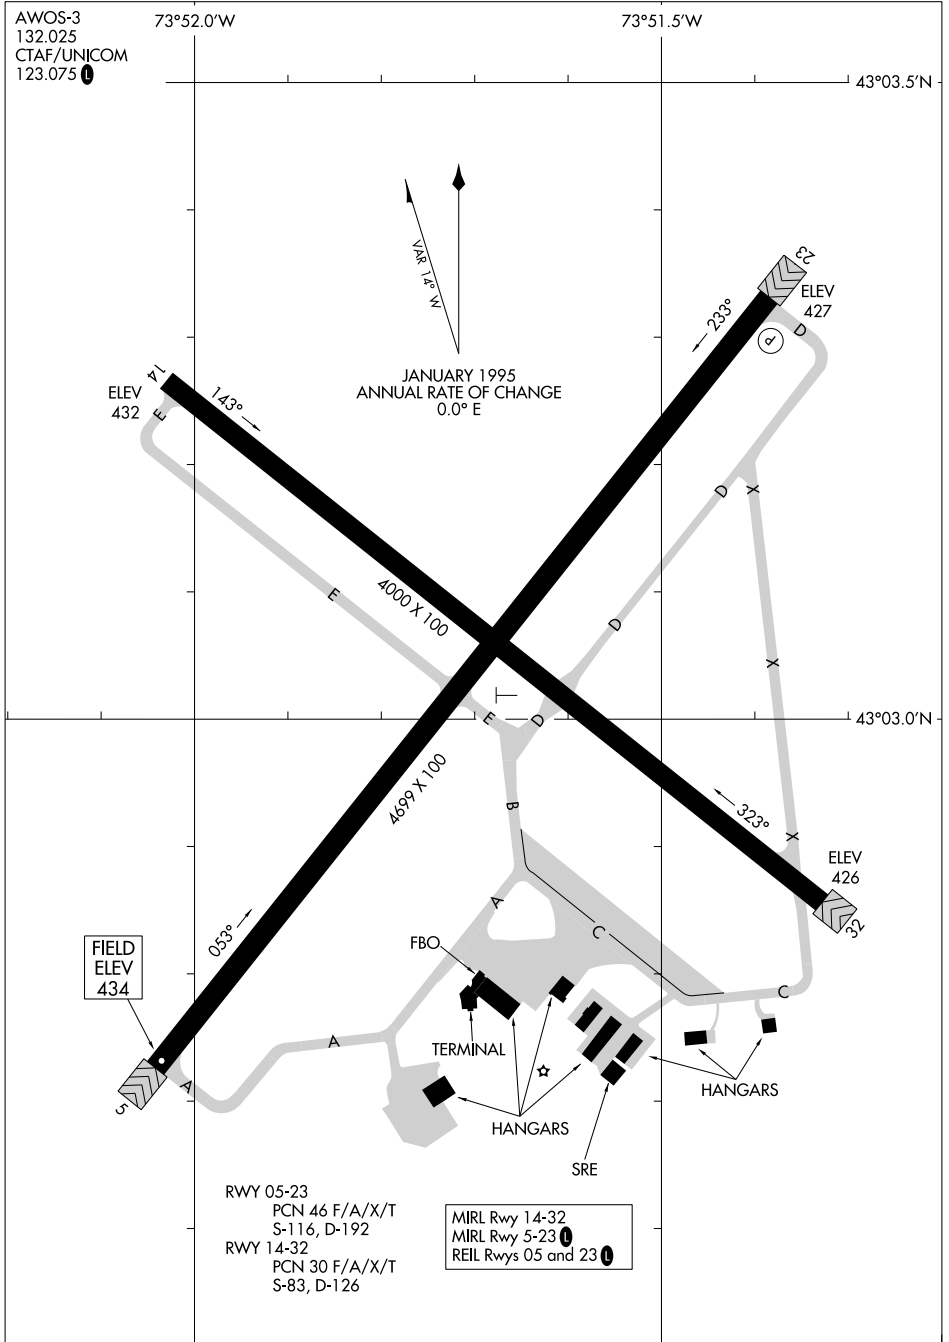 AWOS-3
132.025
CTAF/UNICOM
123.075 L
73°52.0'W
73°51.5'W
43°03.5'N
VAR 14° W
JANUARY 1995
ANNUAL RATE OF CHANGE
0.0° E
23
ELEV
427
D
P
233°
14
ELEV
432
E
143°
D
X
E
4000 X 100
D
X
E
D
43°03.0'N
4699 X 100
B
323°
X
ELEV
426
32
A
C
053°
FBO
FIELD
ELEV
434
C
A
TERMINAL
A
5
HANGARS
HANGARS
SRE
RWY 05-23
PCN 46 F/A/X/T
S-116, D-192
RWY 14-32
PCN 30 F/A/X/T
S-83, D-126
MIRL Rwy 14-32
MIRL Rwy 5-23 L
REIL Rwys 05 and 23 L